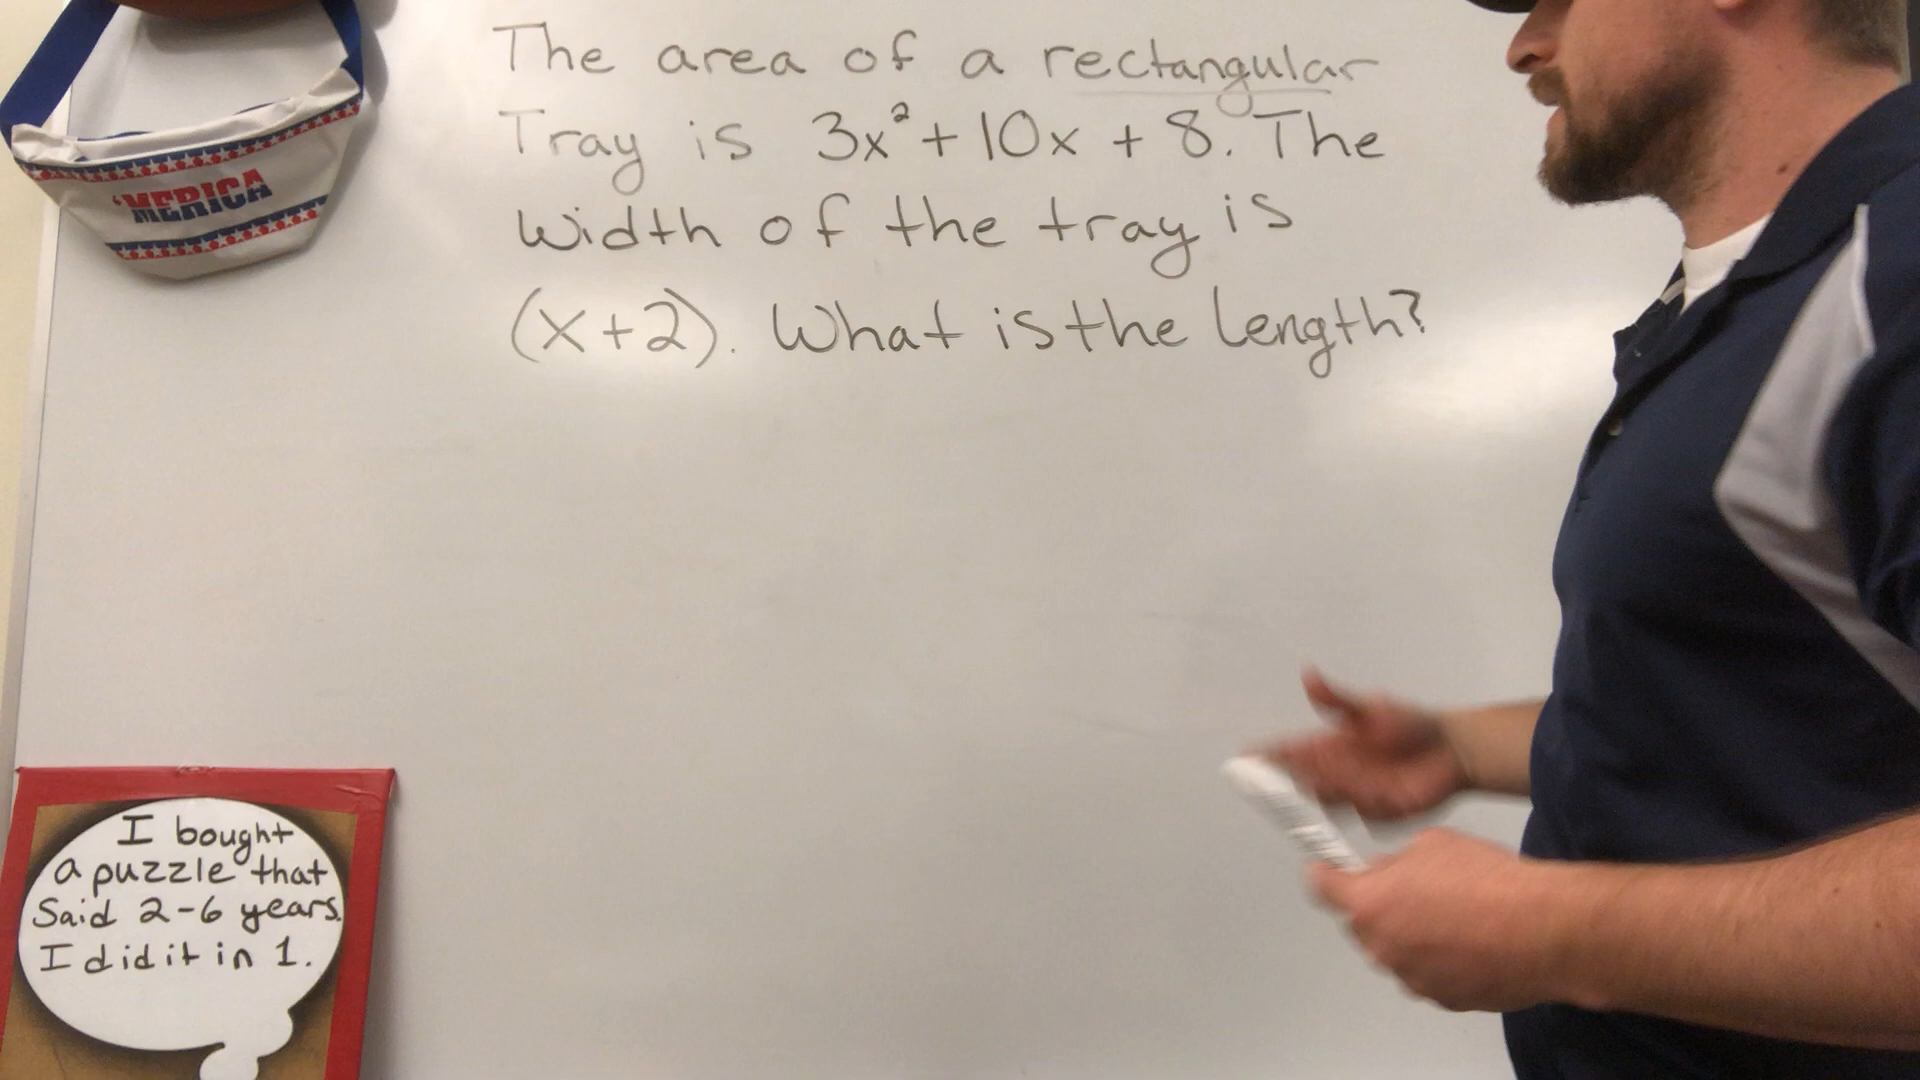 The area of a rectangular
Tray is 3x²+10x + 8. The
Width of the tray is
(x+2). What is the length?
'MERICA
I bought
a puzzle that
Said 2-6 years.
I did it in 1.